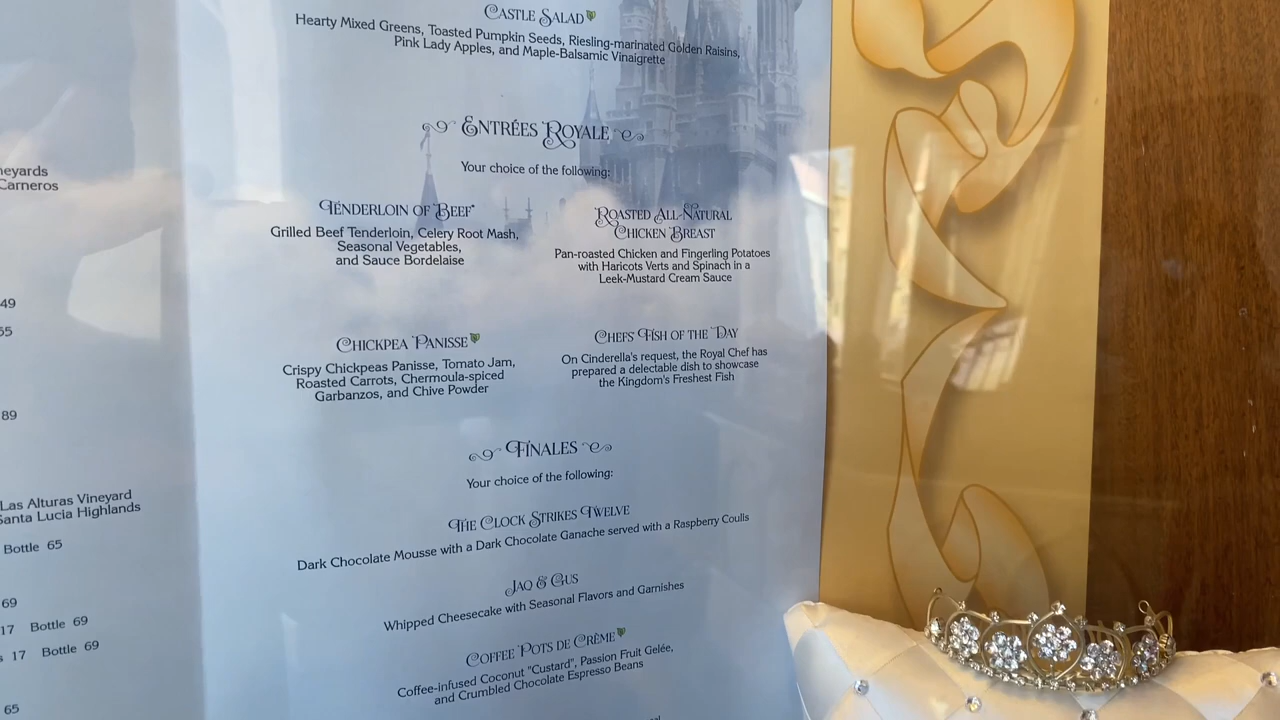 neyards
Carneros
49
89
Las Alturas Vineyard
Santa Lucia Highlands
Bottle 65
69
17 Bottle 69
17 Bottle 69
65
CASTLE SALAD
Hearty Mixed Greens, Toasted Pumpkin Seeds, Riesling-marinated Golden Raisins,
Pink Lady Apples, and Maple-Balsamic Vinaigrette
ENTRÉES ROYALE
Your choice of the following:
TENDERLOIN OF BEEF*
Grilled Beef Tenderloin, Celery Root Mash,
Seasonal Vegetables,
and Sauce Bordelaise
ROASTED ALL-NATURAL
CHICKEN BREAST
Pan-roasted Chicken and Fingerling Potatoes
with Haricots Verts and Spinach in a
Leek-Mustard Cream Sauce
CHICKPEA PANISSE
Crispy Chickpeas Panisse, Tomato Jam,
Roasted Carrots, Chermoula-spiced
Garbanzos, and Chive Powder
CHEFS FISH OF THE DAY
On Cinderella's request, the Royal Chef has
prepared a delectable dish to showcase
the Kingdom's Freshest Fish
FINALES
Your choice of the following:
THE CLOCK STRIKES TWELVE
Dark Chocolate Mousse with a Dark Chocolate Ganache served with a Raspberry Coulls
JAQ & GUS
Whipped Cheesecake with Seasonal Flavors and Garnishes
COFFEE POTS DE CRÈME
Coffee-infused Coconut "Custard", Passion Fruit Gelée,
and Crumbled Chocolate Espresso Beans